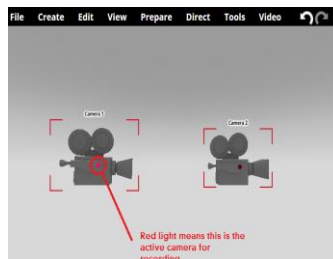 File Create Edit View Prepare Direct Tools Video
Camera 1
Camera 2
Red light means this is the
active camera for
recording